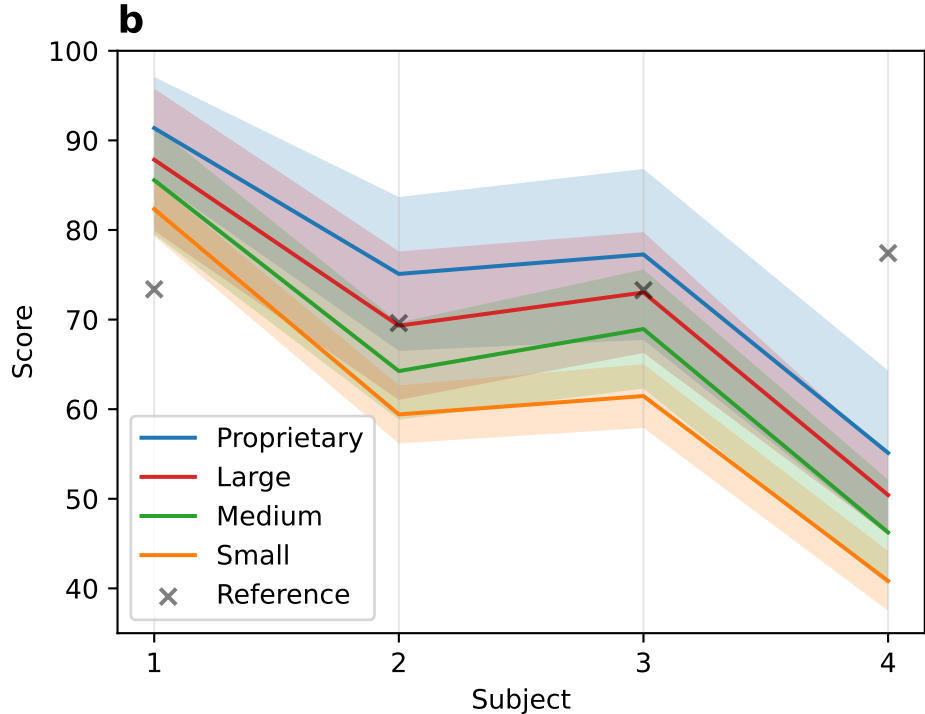 b
100
90
80
70
60
50
40
Score
Proprietary
Large
Medium
Small
Reference
1 2 3 4
Subject